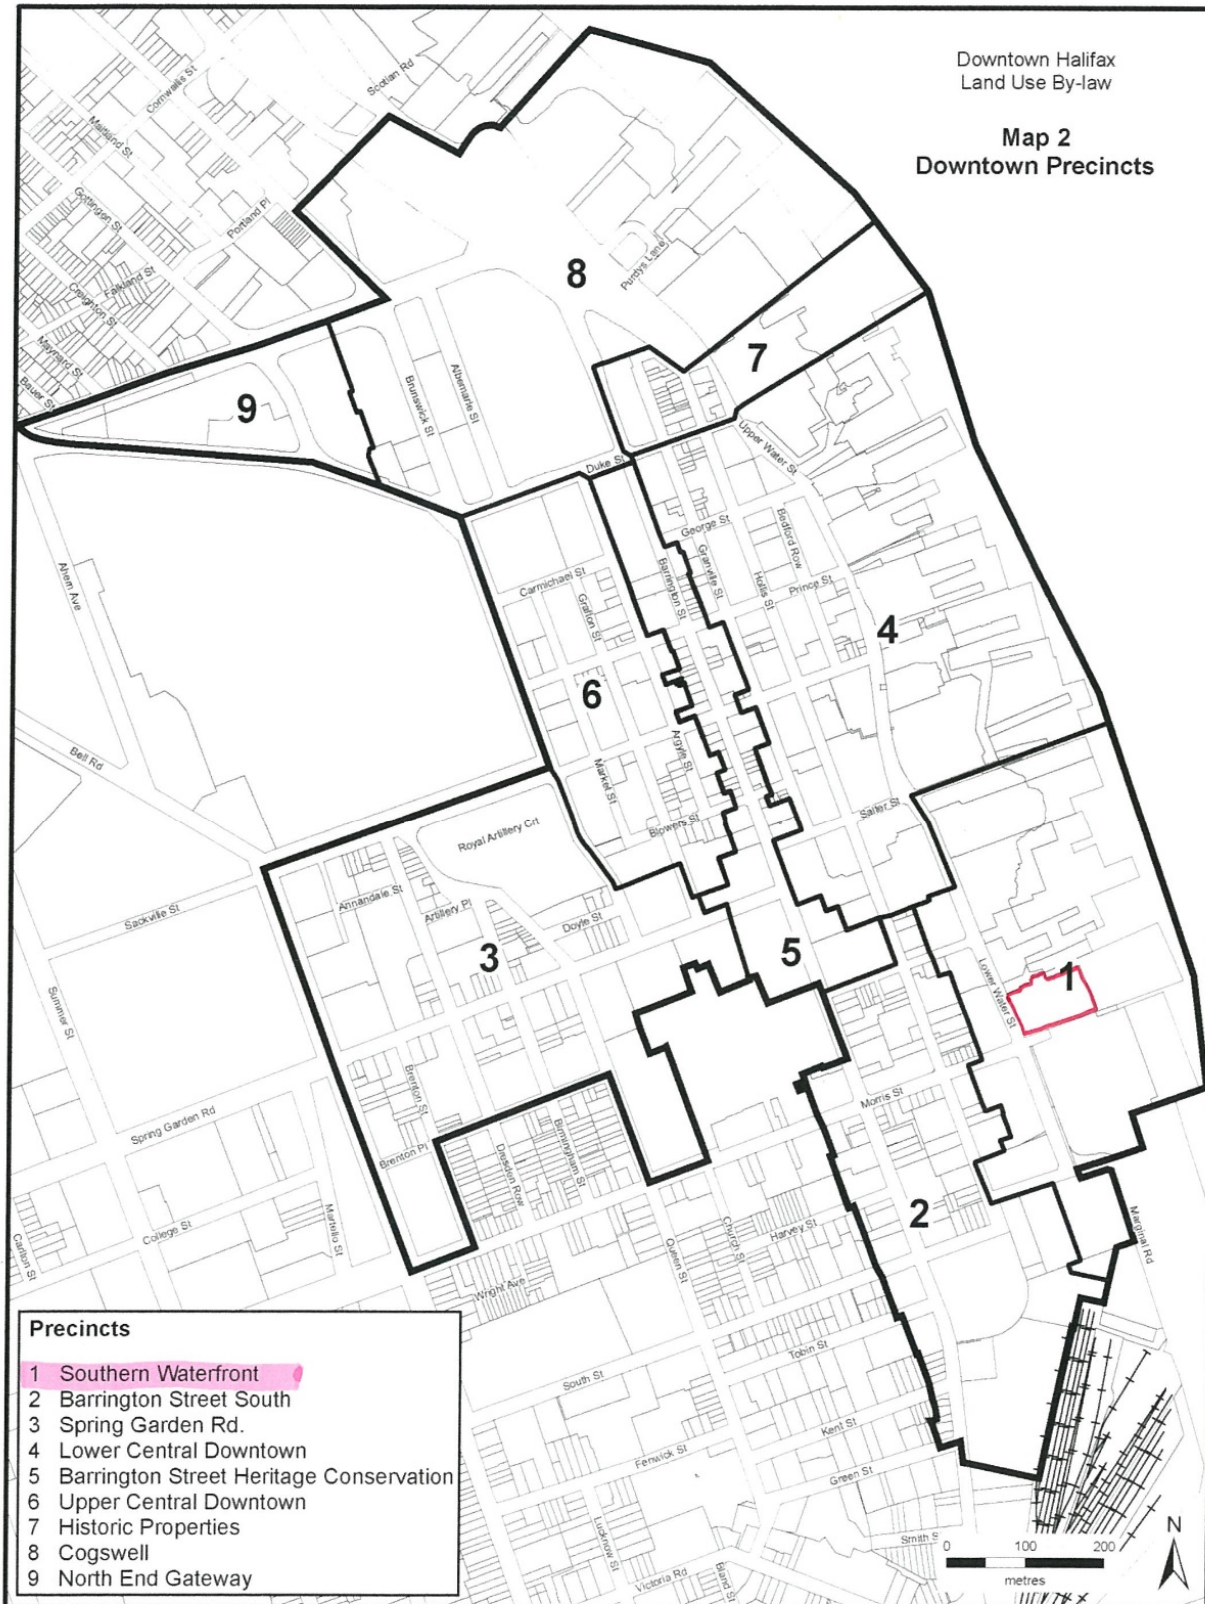 Downtown Halifax
Land Use By-law
Map 2
Downtown Precincts
Scotian Rd
Cornwallis St
Maitland St
Gottingen St
Portland Pl
Falkland St
Creighton St
Maynard St
Bauer St
Purdys Lane
8
7
9
Brunswick St
Albemarle St
Upper Water St
Duke St
George St
Bedford Row
Carmichael St
Grafton St
Barrington St
Granville St
Hollis St
Prince St
Ahern Ave
4
6
Argyle St
Market St
Bell Rd
Blowers St
Salter St
Royal Artillery Crt
Annandale St
Artillery Pl
Doyle St
Sackville St
3
5
1
Lower Water St
Summer St
Brenton St
Morris St
Spring Garden Rd
Birmingham St
Dresden Row
Brenton Pl
2
College St
Martello St
Carlton St
Church St
Harvey St
Queen St
Marginal Rd
Wright Ave
Tobin St
South St
Kent St
Fenwick St
Green St
Lucknow St
Smith S
Victoria Rd
Bland St
Precincts
1 Southern Waterfront
2 Barrington Street South
3 Spring Garden Rd.
4 Lower Central Downtown
5 Barrington Street Heritage Conservation
6 Upper Central Downtown
7 Historic Properties
8 Cogswell
9 North End Gateway
0 100 200
metres
N